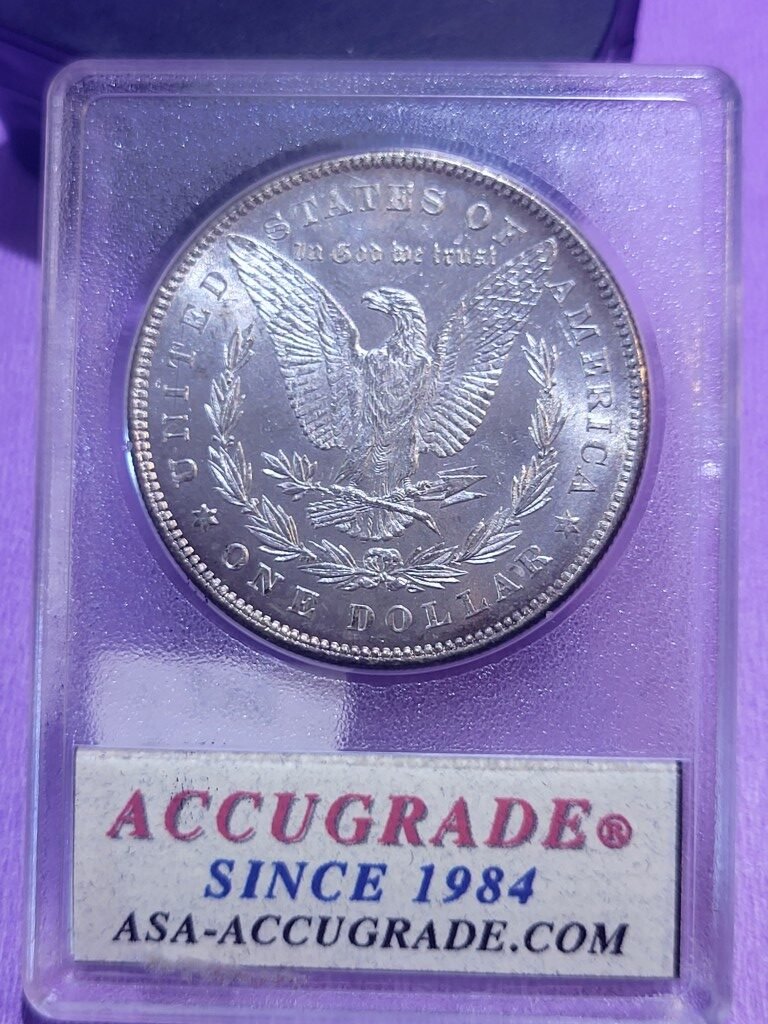 UNITED STATES OF AMERICA
In God we trust
ONE DOLLAR
ACCUGRADE®
SINCE 1984
ASA-ACCUGRADE.COM